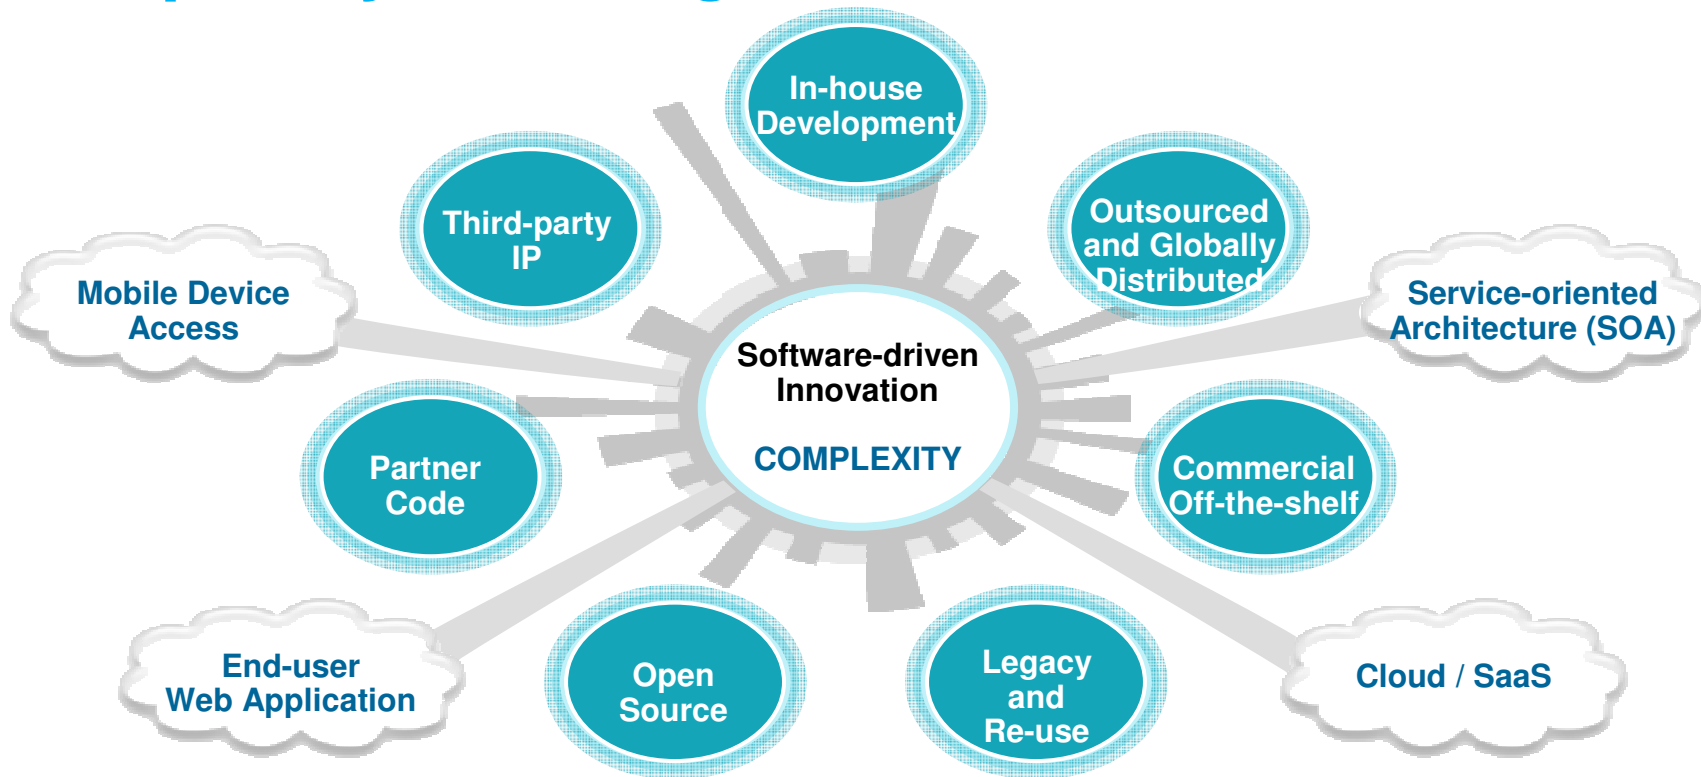 In-house
Development
Third-party
IP
Outsourced
and Globally
Distributed
Mobile Device
Access
Service-oriented
Architecture (SOA)
Software-driven
Innovation
COMPLEXITY
Partner
Code
Commercial
Off-the-shelf
End-user
Web Application
Open
Source
Legacy
and
Re-use
Cloud / SaaS